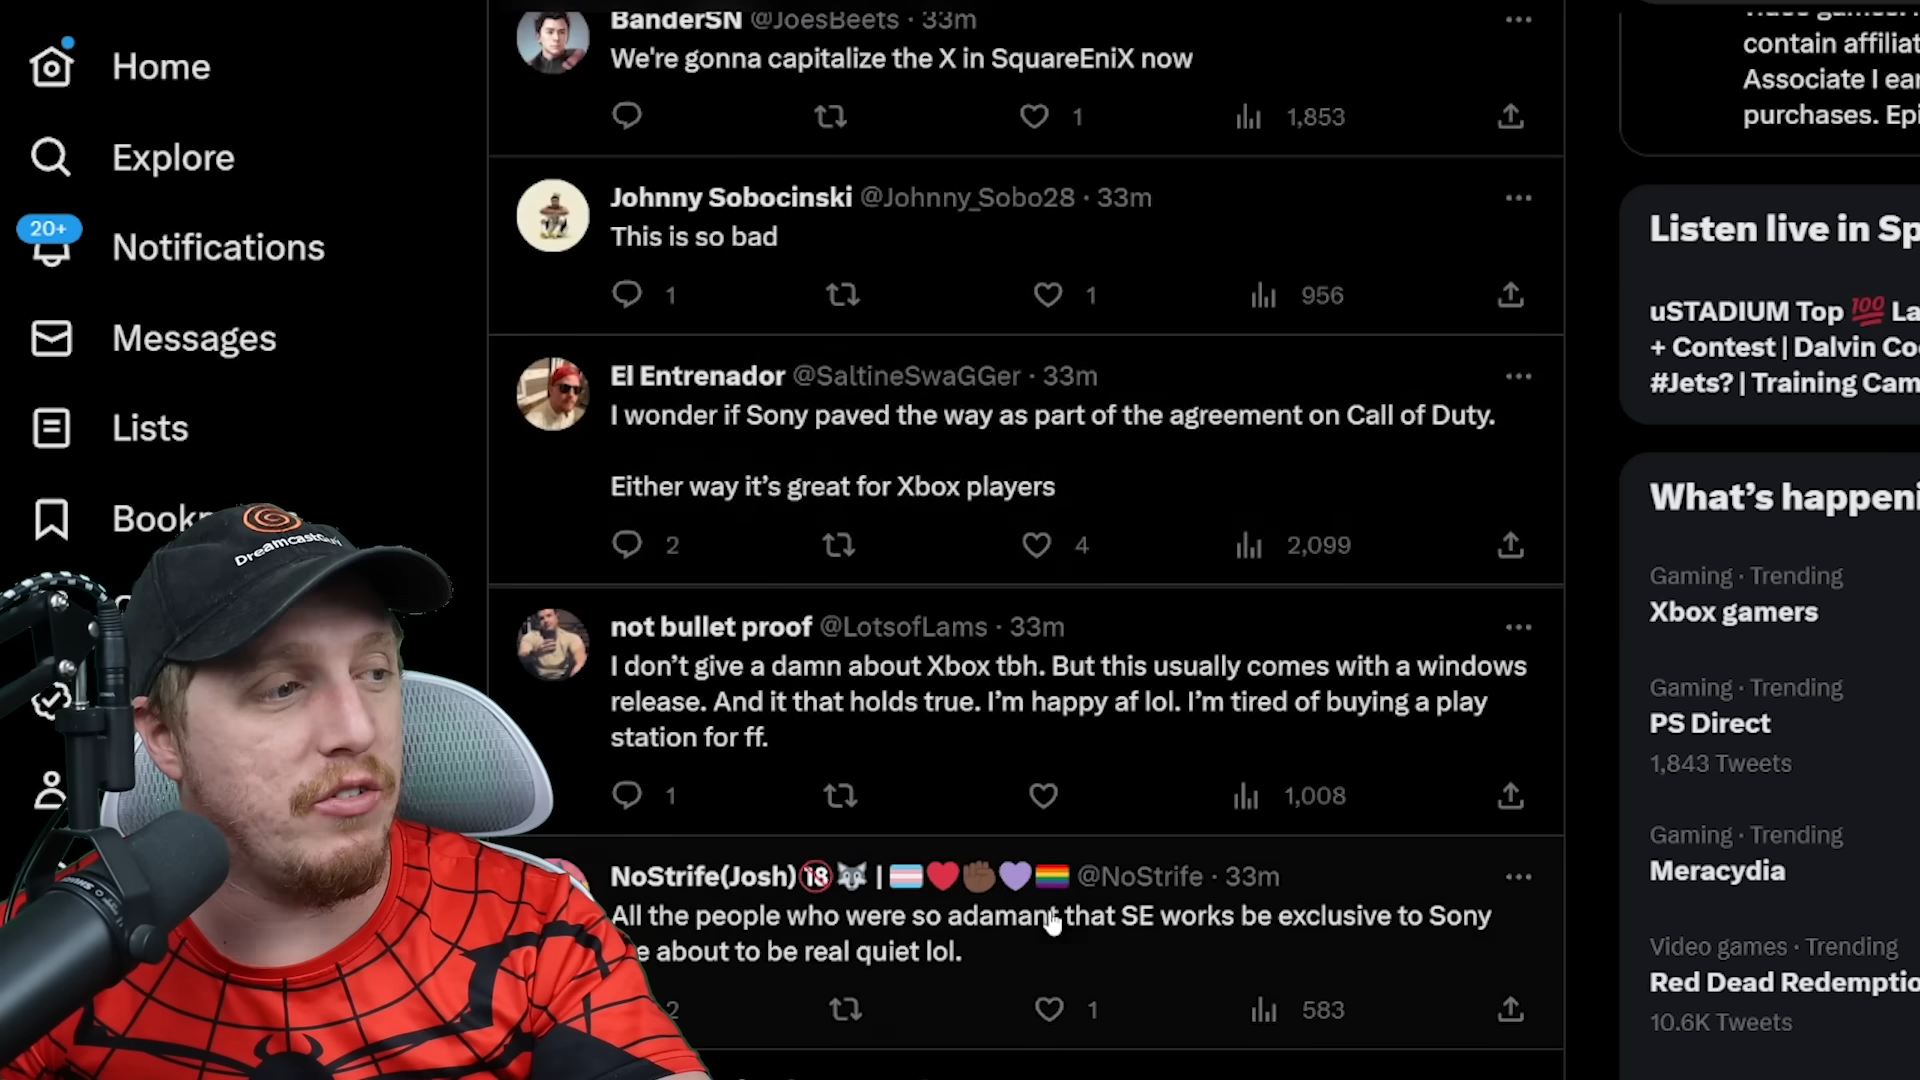 Home
Explore
20+
Notifications
Messages
Lists
DreamcastGuy
BanderSN @JoesBeets · 33m
We're gonna capitalize the X in SquareEniX now
1 1,853
Johnny Sobocinski @Johnny_Sobo28 · 33m
This is so bad
1 1 956
El Entrenador @SaltineSwaGGer · 33m
I wonder if Sony paved the way as part of the agreement on Call of Duty.
Either way it’s great for Xbox players
2 4 2,099
not bullet proof @LotsofLams · 33m
I don’t give a damn about Xbox tbh. But this usually comes with a windows
release. And it that holds true. I’m happy af lol. I’m tired of buying a play
station for ff.
1 1,008
NoStrife(Josh)🔞🐺 | 🏳️‍⚧️❤️✊🏾💜🏳️‍🌈 @NoStrife · 33m
All the people who were so adamant that SE works be exclusive to Sony
e about to be real quiet lol.
2 1 583
contain affiliat
Associate I ear
purchases. Epi
Listen live in Sp
uSTADIUM Top 💯 La
+ Contest | Dalvin Co
#Jets? | Training Cam
What’s happeni
Gaming · Trending
Xbox gamers
Gaming · Trending
PS Direct
1,843 Tweets
Gaming · Trending
Meracydia
Video games · Trending
Red Dead Redemptio
10.6K Tweets